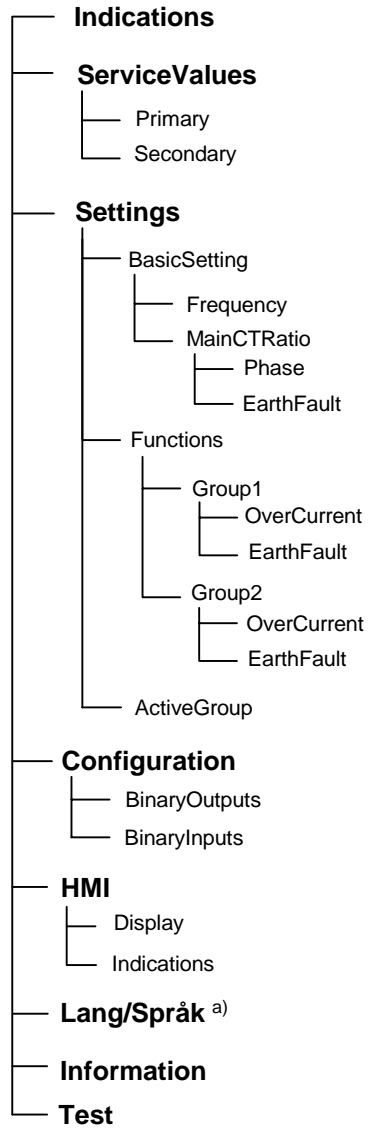 Indications
ServiceValues
Primary
Secondary
Settings
BasicSetting
Frequency
MainCTRatio
Phase
EarthFault
Functions
Group1
OverCurrent
EarthFault
Group2
OverCurrent
EarthFault
ActiveGroup
Configuration
BinaryOutputs
BinaryInputs
HMI
Display
Indications
Lang/Språk a)
Information
Test